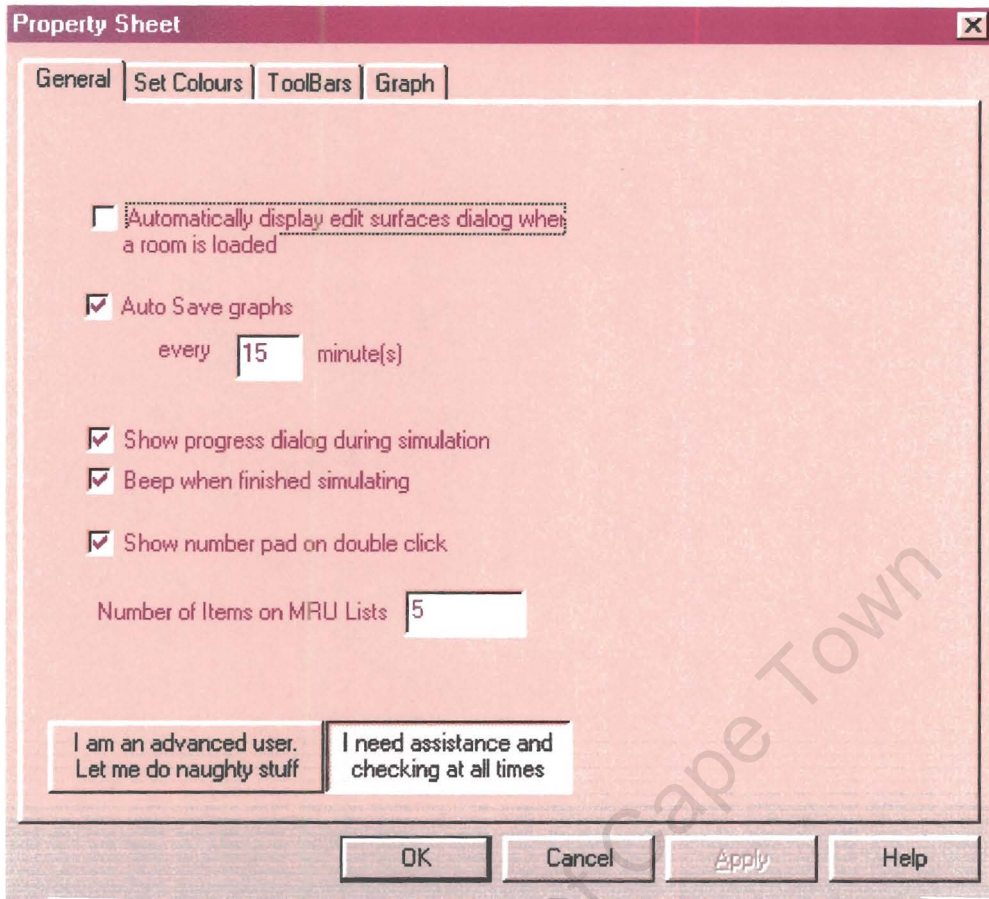 Property Sheet
General
Set Colours
ToolBars
Graph
Automatically display edit surfaces dialog when
a room is loaded
Auto Save graphs
every 15 minute(s)
Show progress dialog during simulation
Beep when finished simulating
Show number pad on double click
Number of Items on MRU Lists 5
I am an advanced user.
Let me do naughty stuff
I need assistance and
checking at all times
OK
Cancel
Apply
Help
of Cape Town